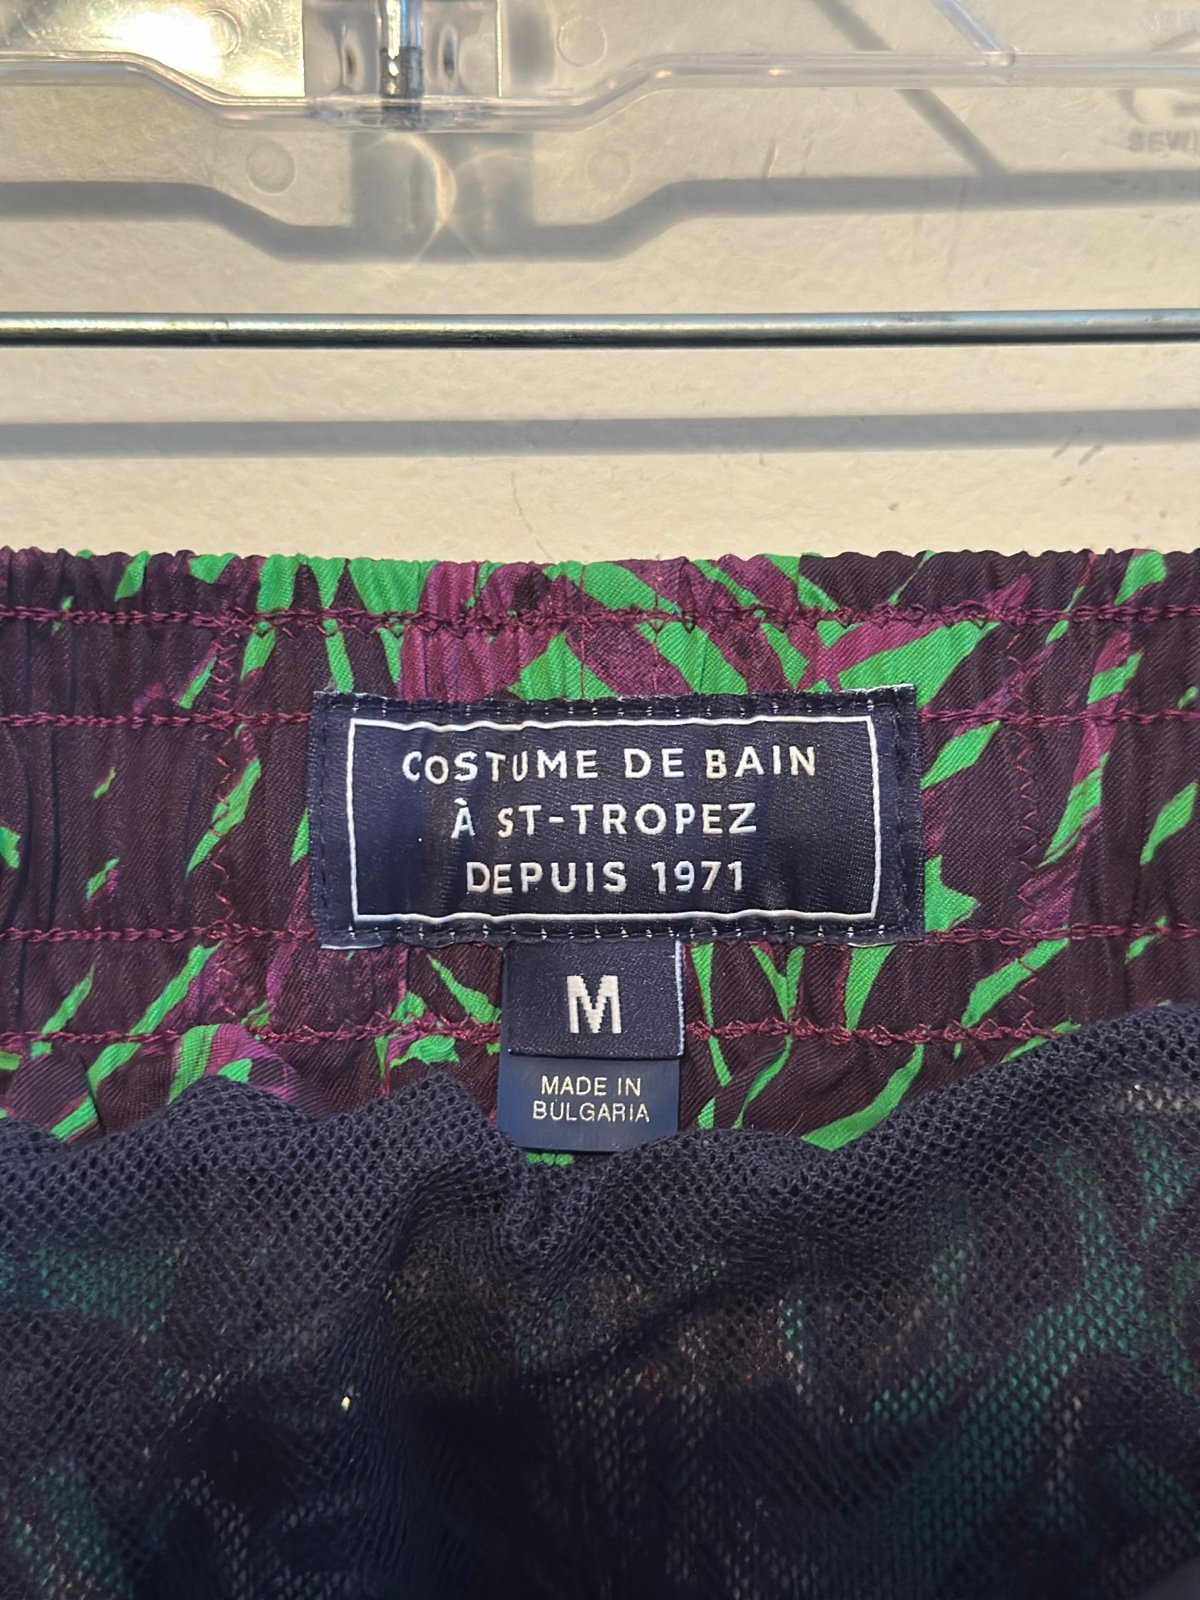 COSTUME DE BAIN
À ST-TROPEZ
DEPUIS 1971
M
MADE IN
BULGARIA